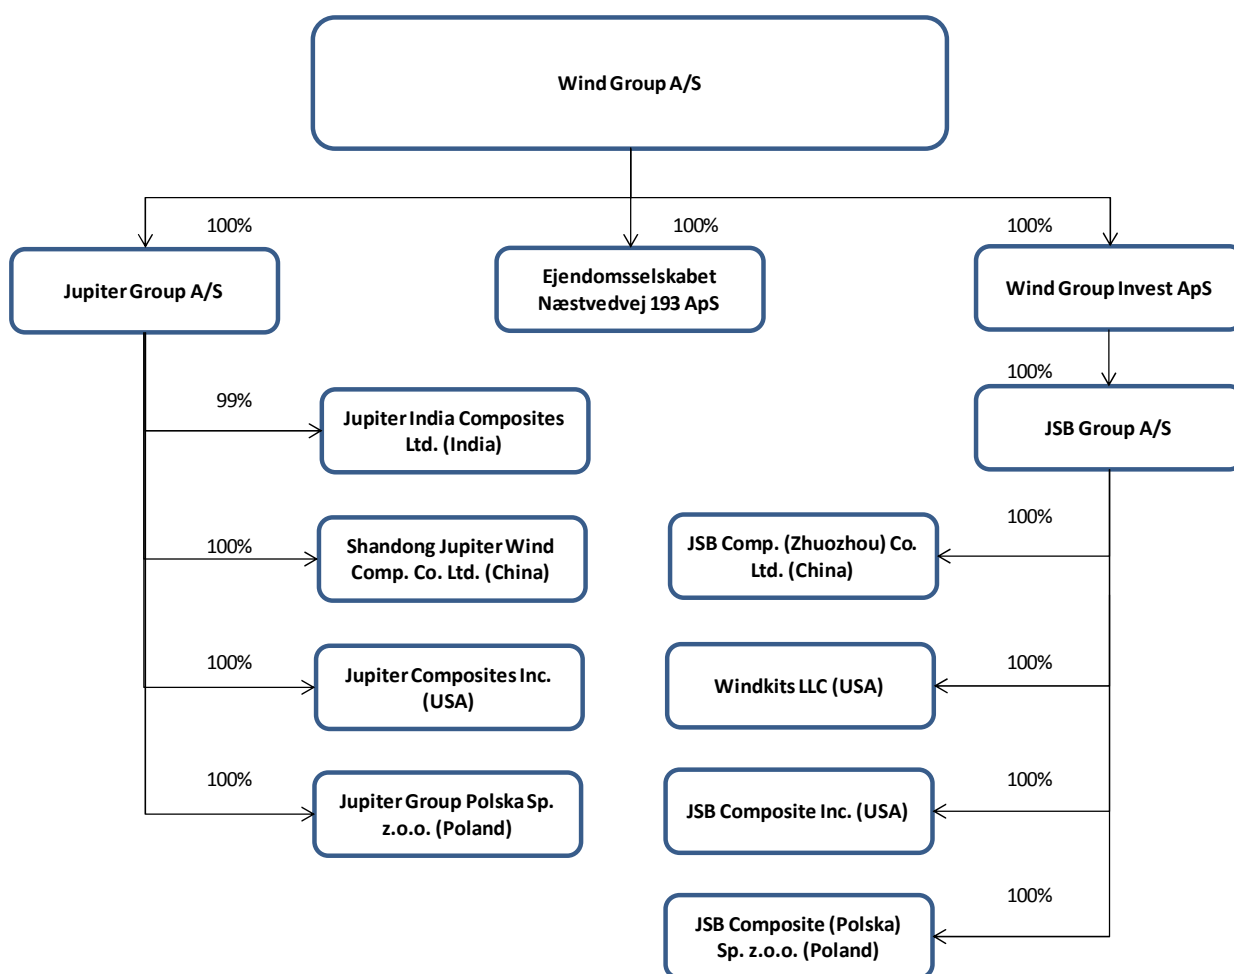 Wind Group A/S
100%
100%
100%
Jupiter Group A/S
Ejendomsselskabet
Næstvedvej 193 ApS
Wind Group Invest ApS
100%
JSB Group A/S
99%
Jupiter India Composites
Ltd. (India)
100%
Shandong Jupiter Wind
Comp. Co. Ltd. (China)
100%
Jupiter Composites Inc.
(USA)
100%
Jupiter Group Polska Sp.
z.o.o. (Poland)
100%
JSB Comp. (Zhuozhou) Co.
Ltd. (China)
100%
Windkits LLC (USA)
100%
JSB Composite Inc. (USA)
100%
JSB Composite (Polska)
Sp. z.o.o. (Poland)